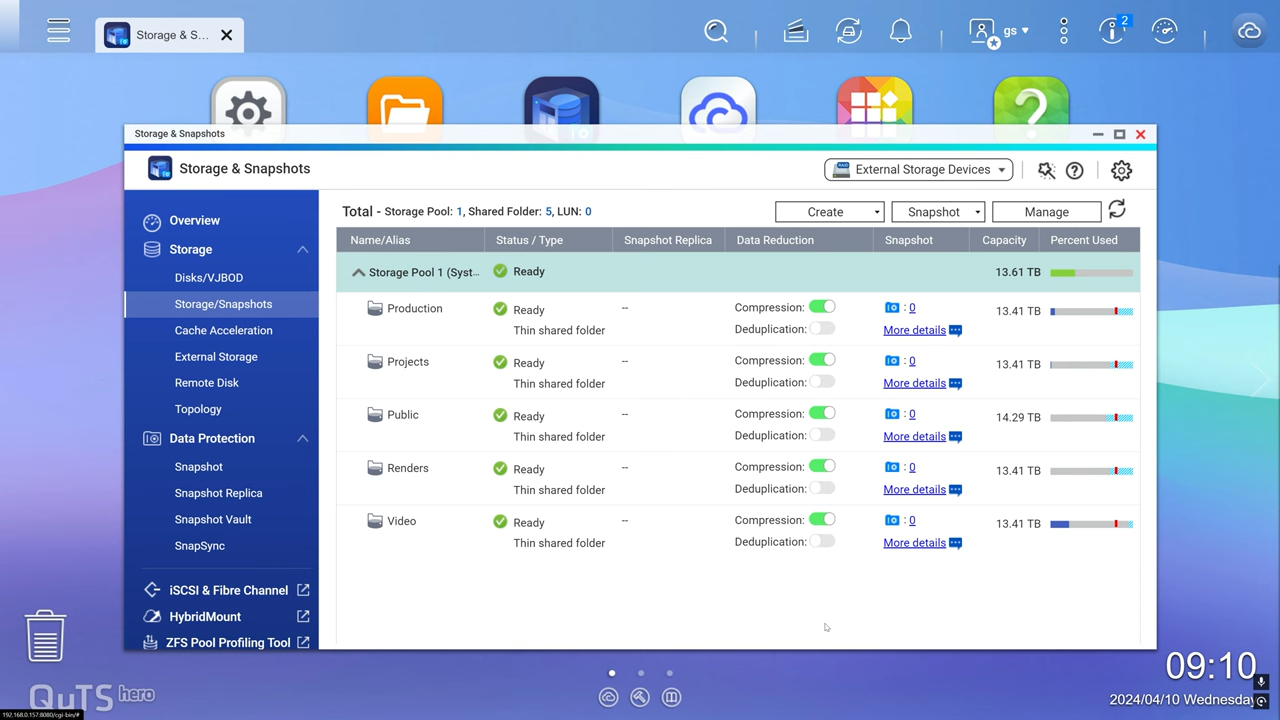 Storage & S...
2
gs
Storage & Snapshots
Storage & Snapshots
External Storage Devices
Overview
Storage
Disks/VJBOD
Storage/Snapshots
Cache Acceleration
External Storage
Remote Disk
Topology
Data Protection
Snapshot
Snapshot Replica
Snapshot Vault
SnapSync
iSCSI & Fibre Channel
HybridMount
ZFS Pool Profiling Tool
Total - Storage Pool: 1, Shared Folder: 5, LUN: 0
Create
Snapshot
Manage
Name/Alias Status / Type Snapshot Replica Data Reduction Snapshot Capacity Percent Used
Storage Pool 1 (Syst... Ready 13.61 TB
Production Ready -- Compression: : 0 13.41 TB
Thin shared folder Deduplication: More details
Projects Ready -- Compression: : 0 13.41 TB
Thin shared folder Deduplication: More details
Public Ready -- Compression: : 0 14.29 TB
Thin shared folder Deduplication: More details
Renders Ready -- Compression: : 0 13.41 TB
Thin shared folder Deduplication: More details
Video Ready -- Compression: : 0 13.41 TB
Thin shared folder Deduplication: More details
QuTS hero
09:10
2024/04/10 Wednesday
192.168.0.157:8080/cgi-bin/#